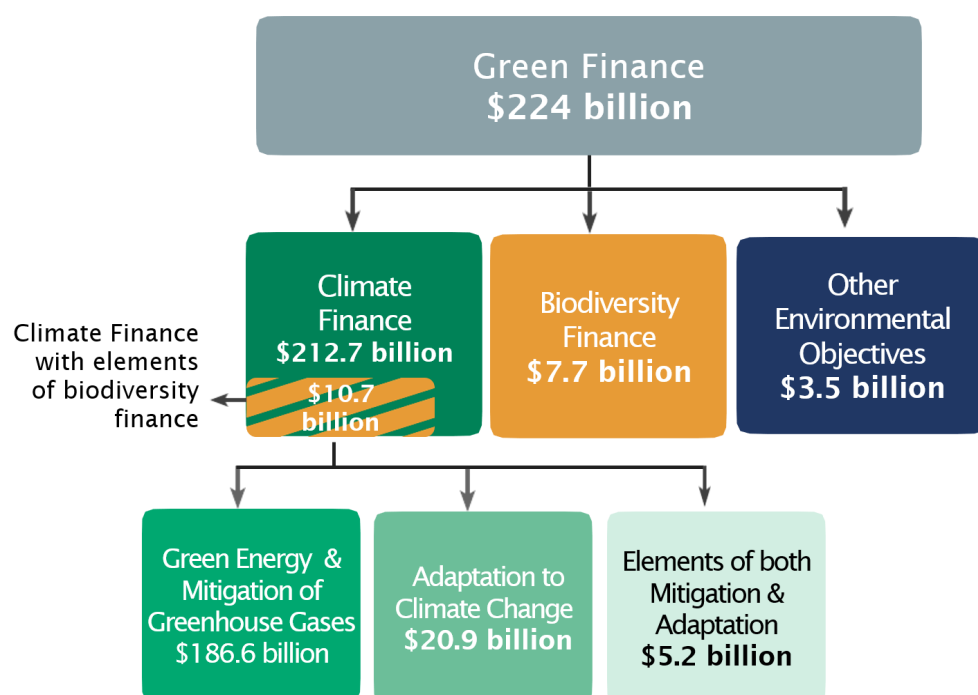 Green Finance
$224 billion
Climate
Finance
$212.7 billion
$10.7
billion
Climate Finance
with elements
of biodiversity
finance
Biodiversity
Finance
$7.7 billion
Other
Environmental
Objectives
$3.5 billion
Green Energy &
Mitigation of
Greenhouse Gases
$186.6 billion
Adaptation to
Climate Change
$20.9 billion
Elements of both
Mitigation &
Adaptation
$5.2 billion